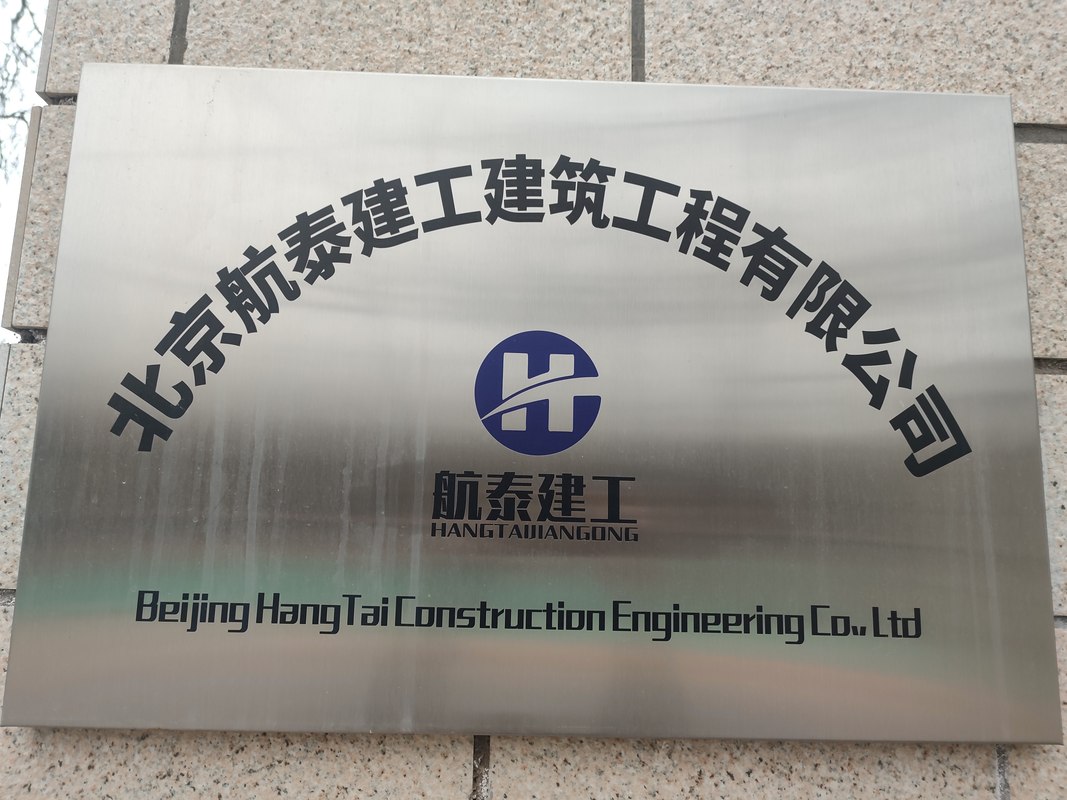 北京航泰建工建筑工程有限公司
H
航泰建工
HANGTAIJIANGONG
Beijing HangTai Construction Engineering Co., Ltd